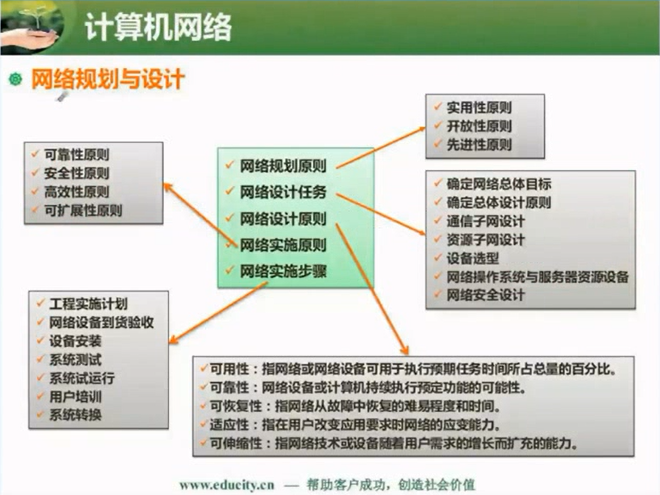 计算机网络
网络规划与设计
实用性原则
开放性原则
先进性原则
可靠性原则
安全性原则
高效性原则
可扩展性原则
网络规划原则
网络设计任务
网络设计原则
网络实施原则
网络实施步骤
确定网络总体目标
确定总体设计原则
通信子网设计
资源子网设计
设备选型
网络操作系统与服务器资源设备
网络安全设计
工程实施计划
网络设备到货验收
设备安装
系统测试
系统试运行
用户培训
系统转换
可用性：指网络或网络设备可用于执行预期任务时间所占总量的百分比。
可靠性：网络设备或计算机持续执行预定功能的可能性。
可恢复性：指网络从故障中恢复的难易程度和时间。
适应性：指在用户改变应用要求时网络的应变能力。
可伸缩性：指网络技术或设备随着用户需求的增长而扩充的能力。
www.educity.cn — 帮助客户成功，创造社会价值